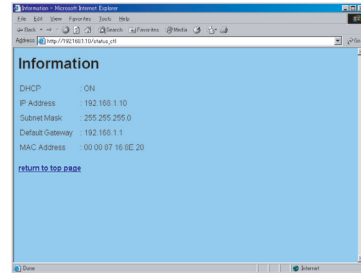 Information - Microsoft Internet Explorer
File Edit View Favorites Tools Help
Back Search Favorites Media
Address http://192.168.1.10/status_ctl Go
Information
DHCP : ON
IP Address : 192.168.1.10
Subnet Mask : 255.255.255.0
Default Gateway : 192.168.1.1
MAC Address : 00 00 87 16 8E 20
return to top page
Done Internet